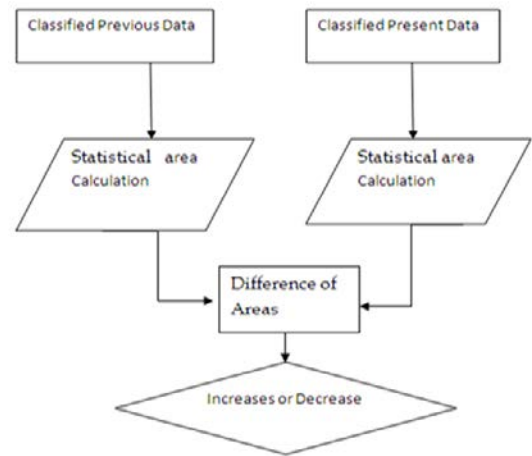 Classified Previous Data
Classified Present Data
Statistical area
Calculation
Statistical area
Calculation
Difference of
Areas
Increases or Decrease